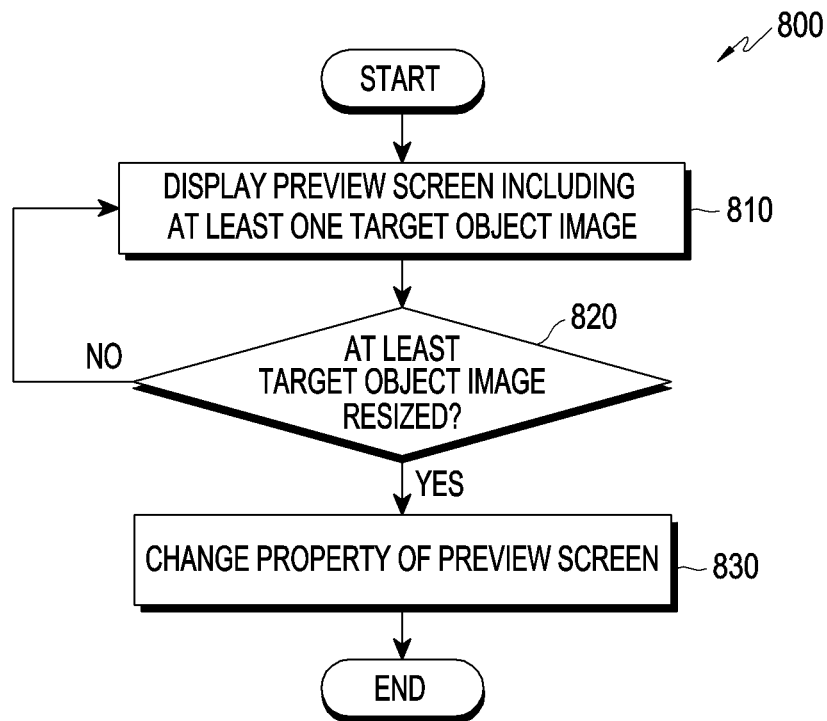 800
START
DISPLAY PREVIEW SCREEN INCLUDING
AT LEAST ONE TARGET OBJECT IMAGE
810
820
AT LEAST
TARGET OBJECT IMAGE
RESIZED?
NO
YES
CHANGE PROPERTY OF PREVIEW SCREEN
830
END